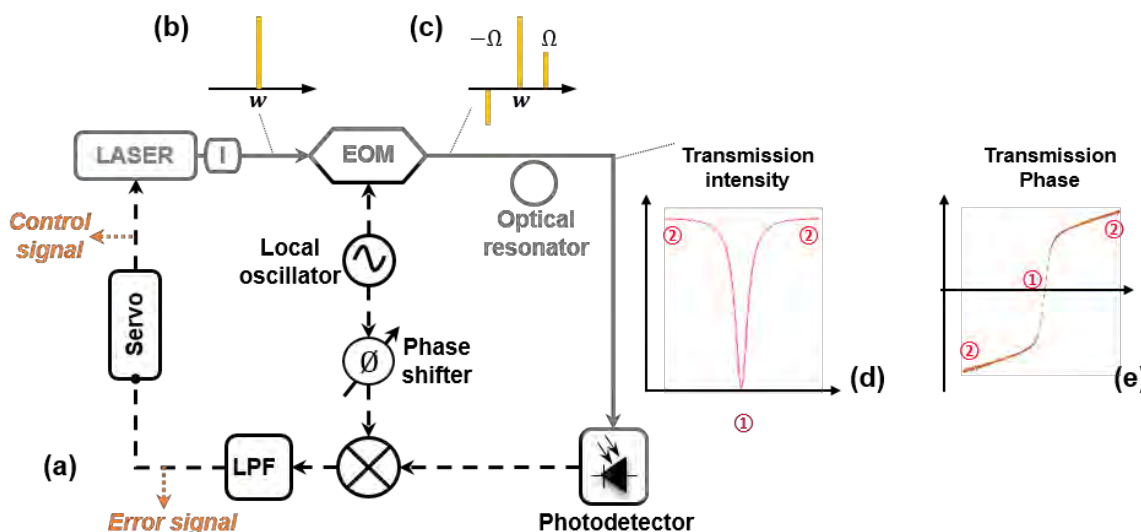 (b)
(c)
−Ω
Ω
w
w
LASER
I
EOM
Transmission
intensity
Transmission
Phase
Optical
resonator
Control
signal
Local
oscillator
②
②
①
②
②
Servo
Ø
Phase
shifter
(d)
(e)
①
(a)
LPF
Error signal
Photodetector